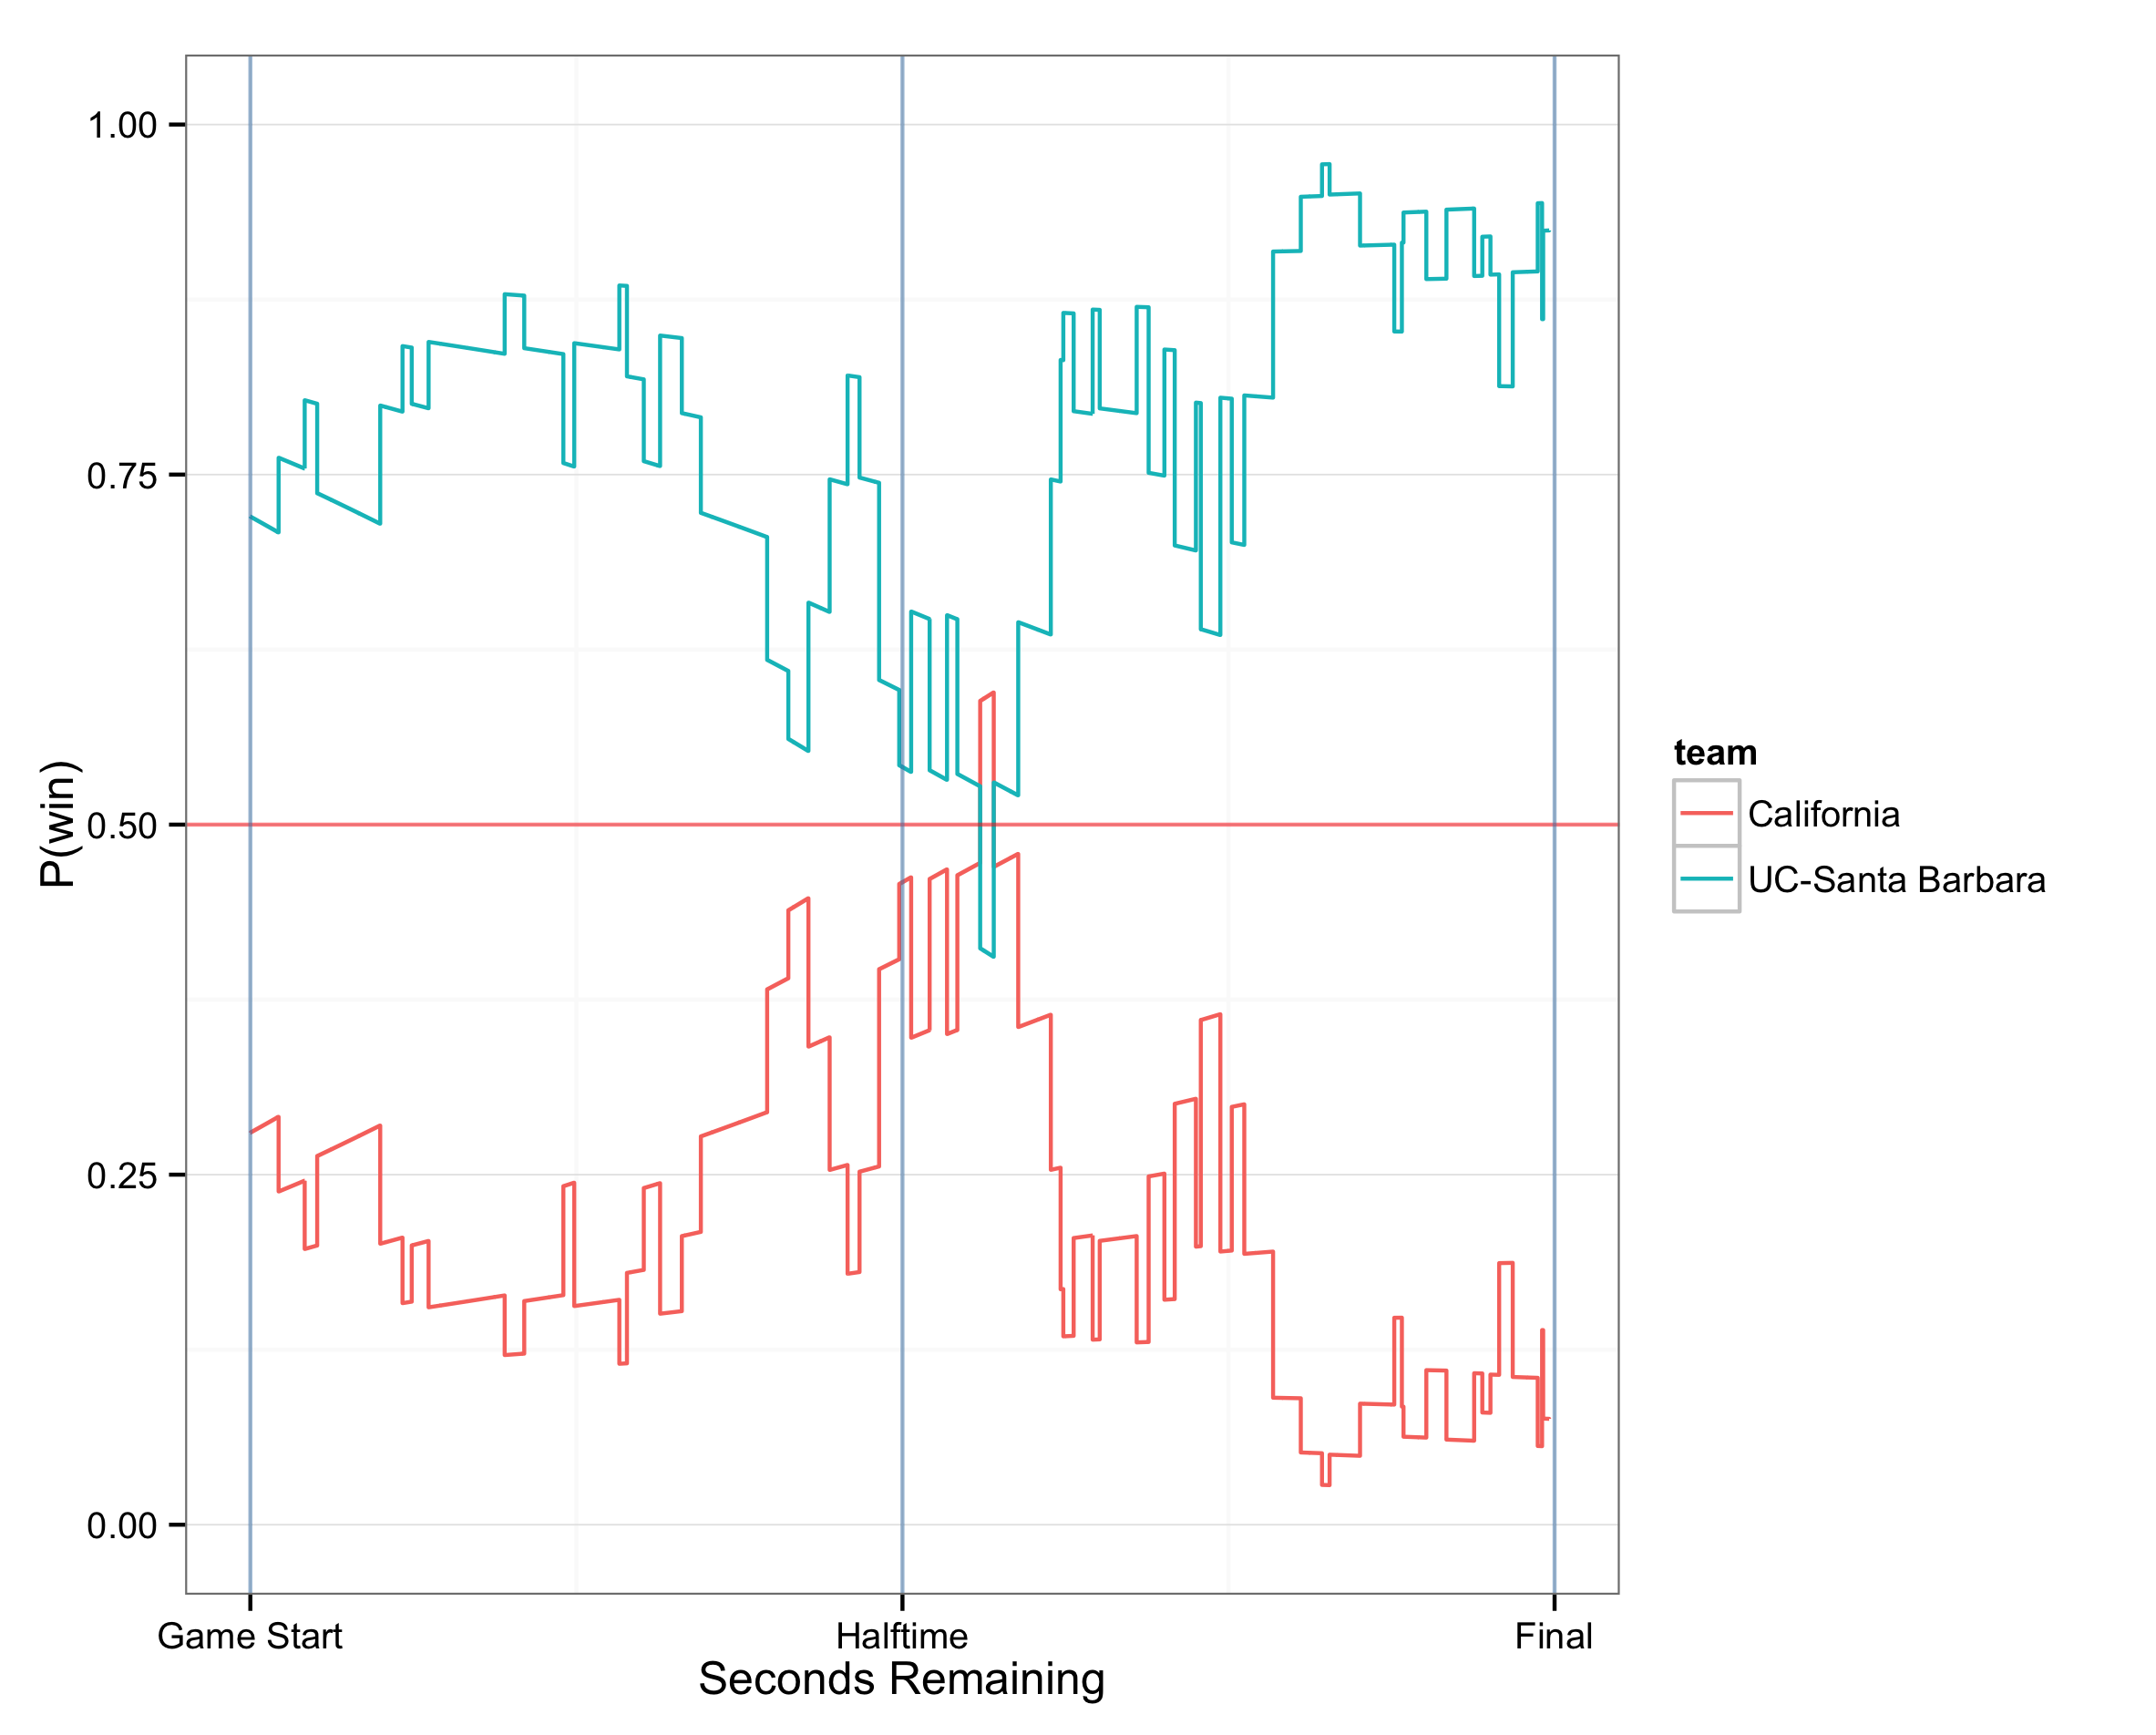 1.00
0.75
0.50
0.25
0.00
P(win)
Game Start
Halftime
Final
Seconds Remaining
team
California
UC-Santa Barbara